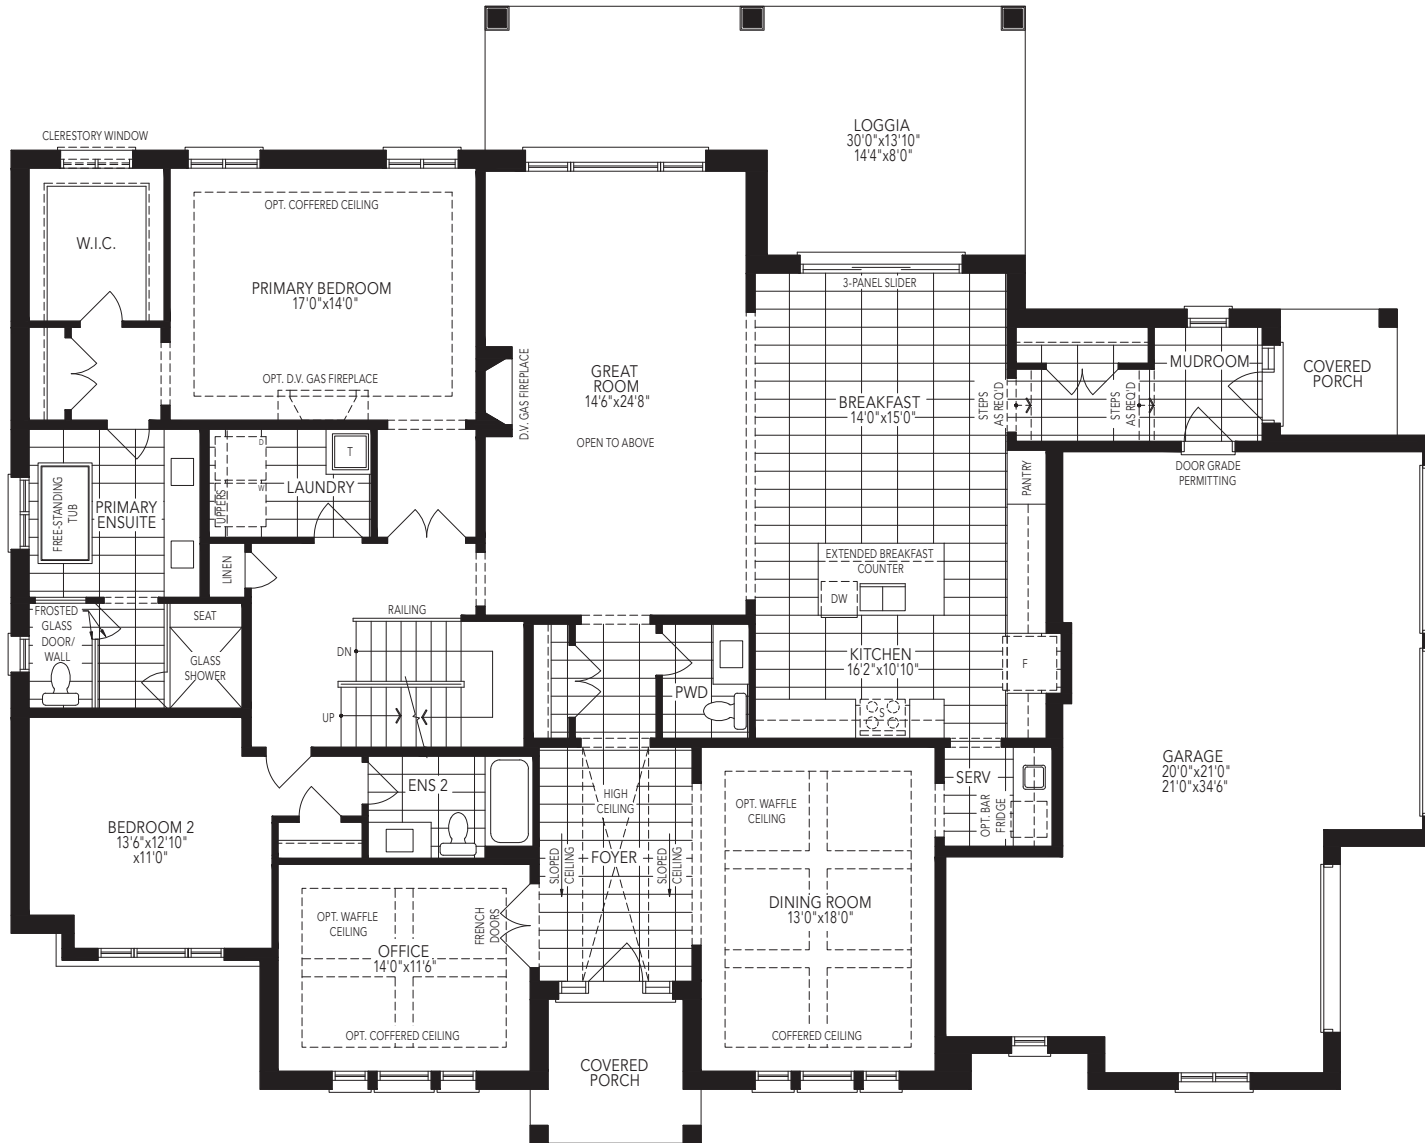 LOGGIA
30'0"x13'10"
14'4"x8'0"
CLERESTORY WINDOW
OPT. COFFERED CEILING
W.I.C.
PRIMARY BEDROOM
17'0"x14'0"
OPT. D.V. GAS FIREPLACE
D.V. GAS FIREPLACE
GREAT
ROOM
14'6"x24'8"
OPEN TO ABOVE
3-PANEL SLIDER
BREAKFAST
14'0"x15'0"
STEPS
AS REQ'D
STEPS
AS REQ'D
MUDROOM
COVERED
PORCH
DOOR GRADE
PERMITTING
PANTRY
FREE-STANDING
TUB
PRIMARY
ENSUITE
D
W
UPPERS
LAUNDRY
T
LINEN
EXTENDED BREAKFAST
COUNTER
DW
FROSTED
GLASS
DOOR/
WALL
SEAT
GLASS
SHOWER
RAILING
DN
UP
PWD
KITCHEN
16'2"x10'10"
F
S
GARAGE
20'0"x21'0"
21'0"x34'6"
SERV
OPT. BAR
FRIDGE
BEDROOM 2
13'6"x12'10"
x11'0"
ENS 2
HIGH
CEILING
SLOPED
CEILING
FOYER
SLOPED
CEILING
OPT. WAFFLE
CEILING
DINING ROOM
13'0"x18'0"
COFFERED CEILING
OPT. WAFFLE
CEILING
OFFICE
14'0"x11'6"
FRENCH
DOORS
OPT. COFFERED CEILING
COVERED
PORCH